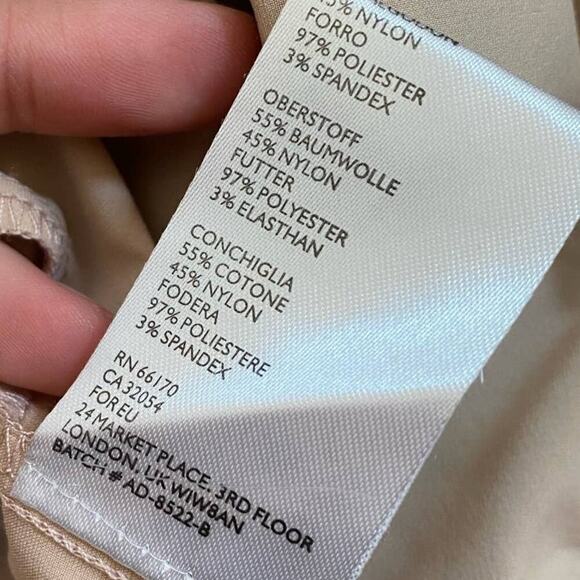 45% NYLON
FORRO
97% POLIESTER
3% SPANDEX
OBERSTOFF
55% BAUMWOLLE
45% NYLON
FUTTER
97% POLYESTER
3% ELASTHAN
CONCHIGLIA
55% COTONE
45% NYLON
FODERA
97% POLIESTERE
3% SPANDEX
RN 66170
CA 32054
FOR EU
24 MARKET PLACE, 3RD FLOOR
LONDON, UK W1W8AN
BATCH # AD-8522-B